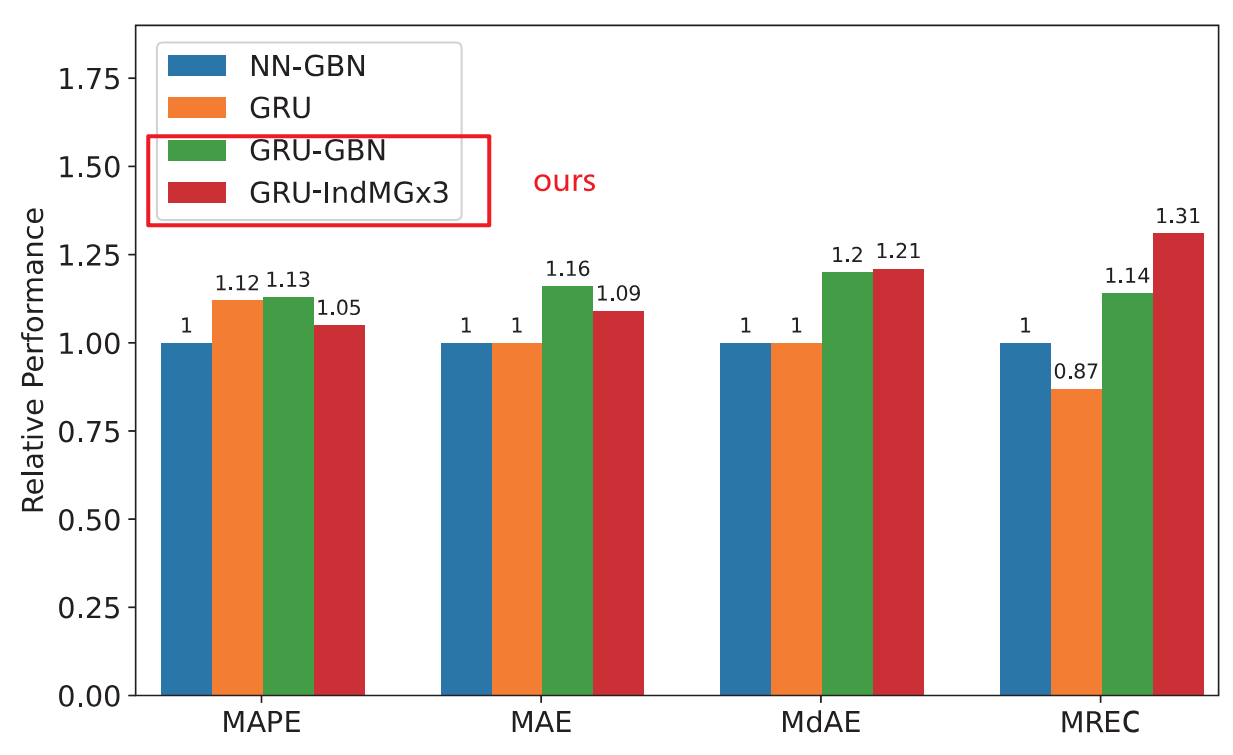 NN-GBN
GRU
GRU-GBN
GRU-IndMGx3
ours
Relative Performance
1.75
1.50
1.25
1.00
0.75
0.50
0.25
0.00
1 1.12 1.13 1.05
1 1 1.16 1.09
1 1 1.2 1.21
1 0.87 1.14 1.31
MAPE MAE MdAE MREC